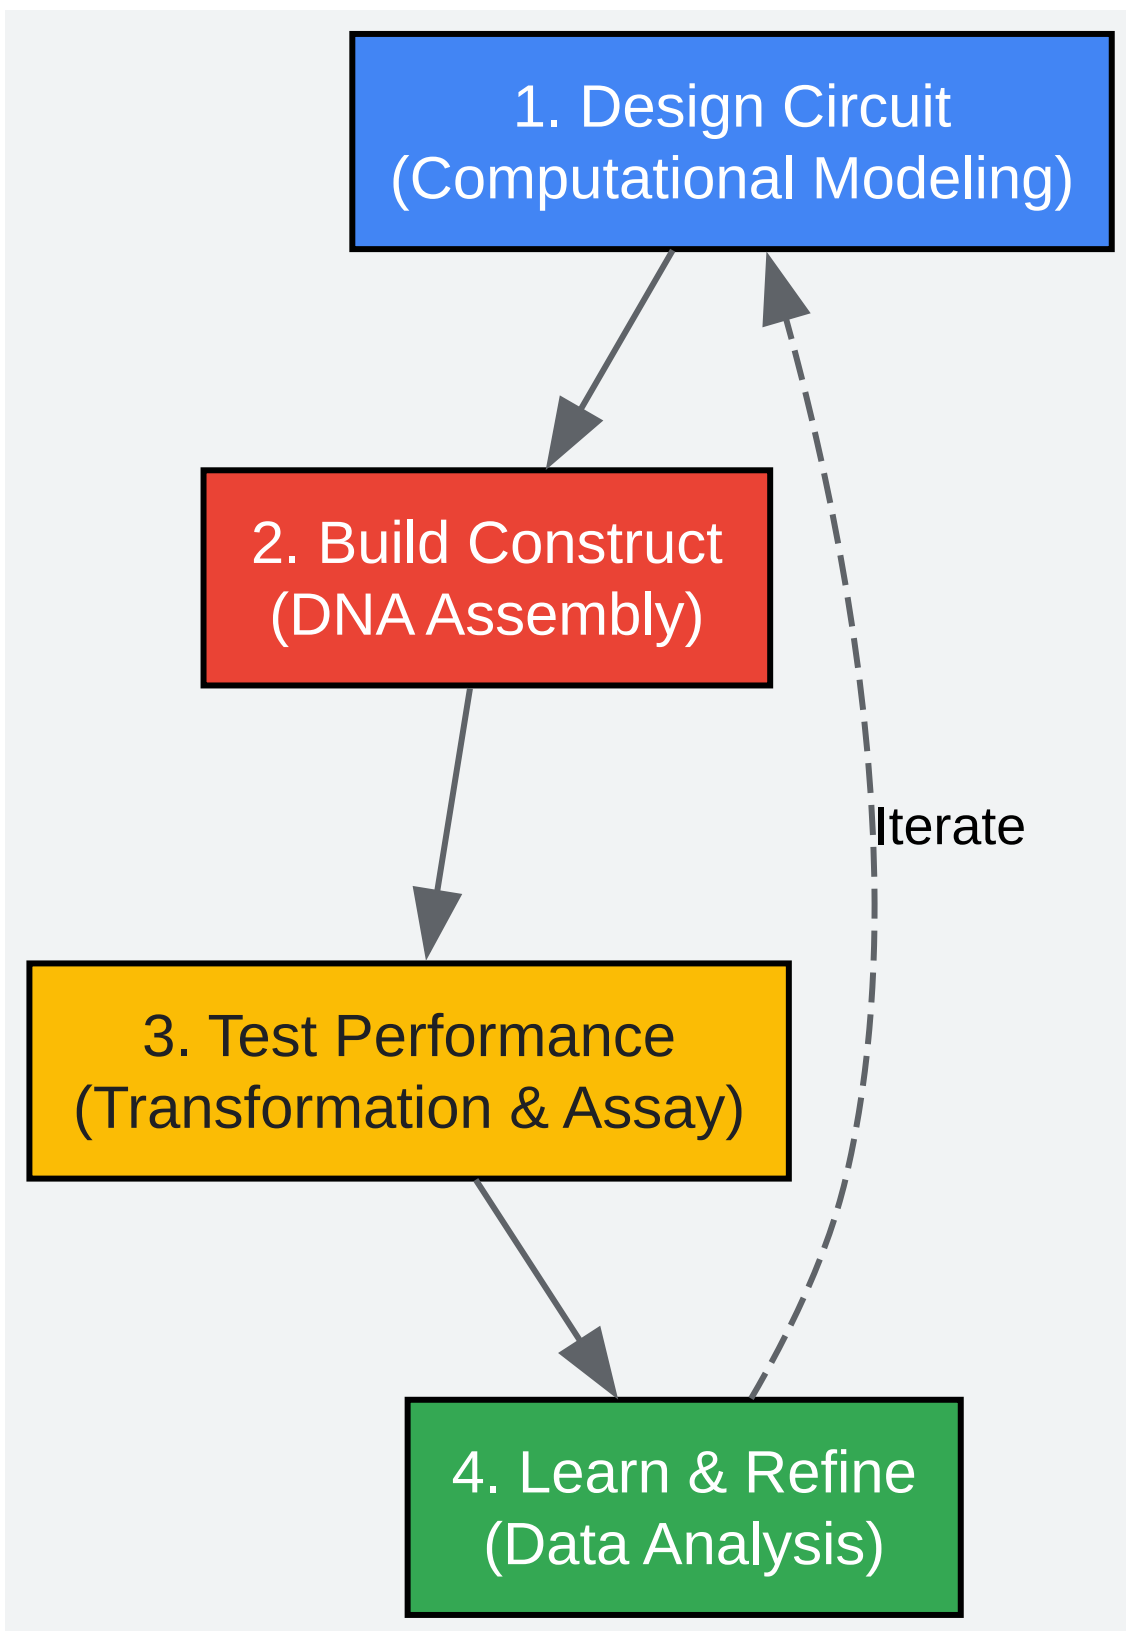 1. Design Circuit
(Computational Modeling)
2. Build Construct
(DNA Assembly)
Iterate
3. Test Performance
(Transformation & Assay)
4. Learn & Refine
(Data Analysis)